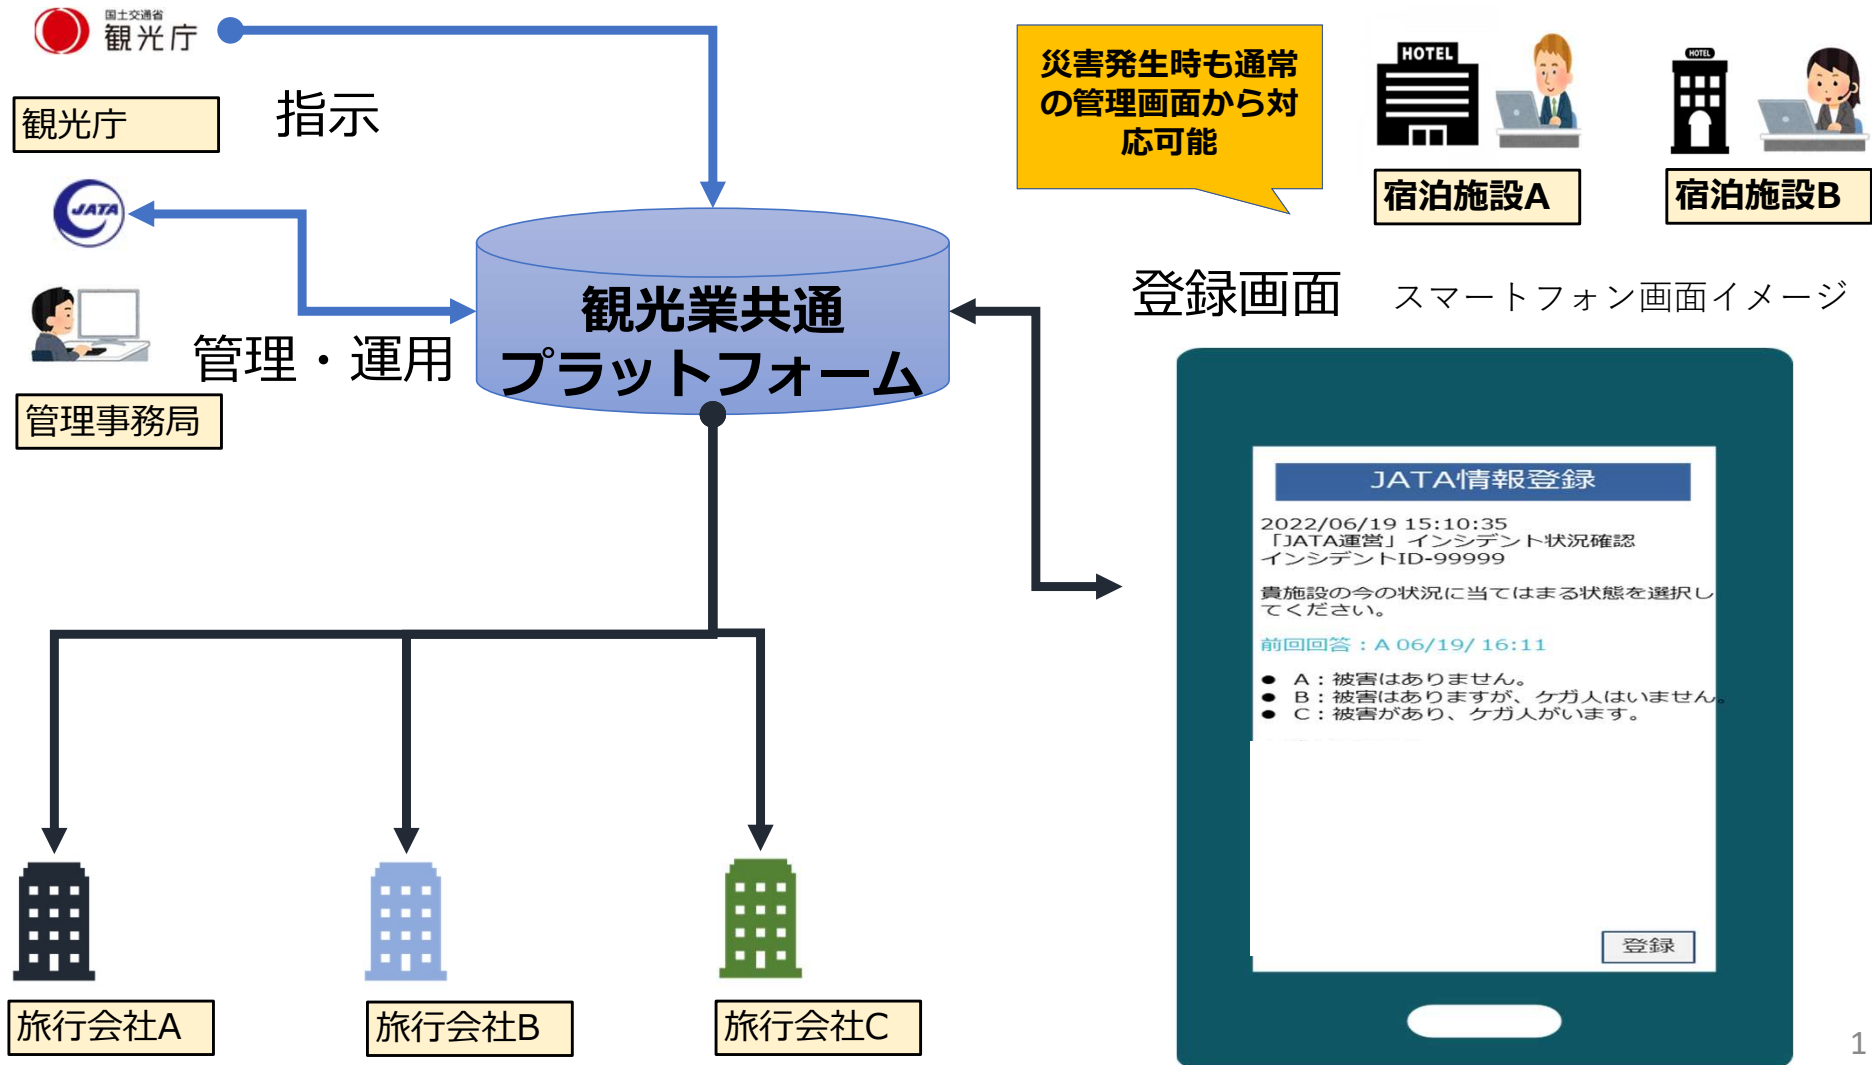 国土交通省
観光庁
観光庁
指示
JATA
管理・運用
管理事務局
観光業共通
プラットフォーム
災害発生時も通常
の管理画面から対
応可能
HOTEL
宿泊施設A
HOTEL
宿泊施設B
登録画面
スマートフォン画面イメージ
JATA情報登録
2022/06/19 15:10:35
「JATA運営」インシデント状況確認
インシデントID-99999
貴施設の今の状況に当てはまる状態を選択し
てください。
前回回答：A 06/19/ 16:11
● A：被害はありません。
● B：被害はありますが、ケガ人はいません。
● C：被害があり、ケガ人がいます。
登録
旅行会社A
旅行会社B
旅行会社C
1